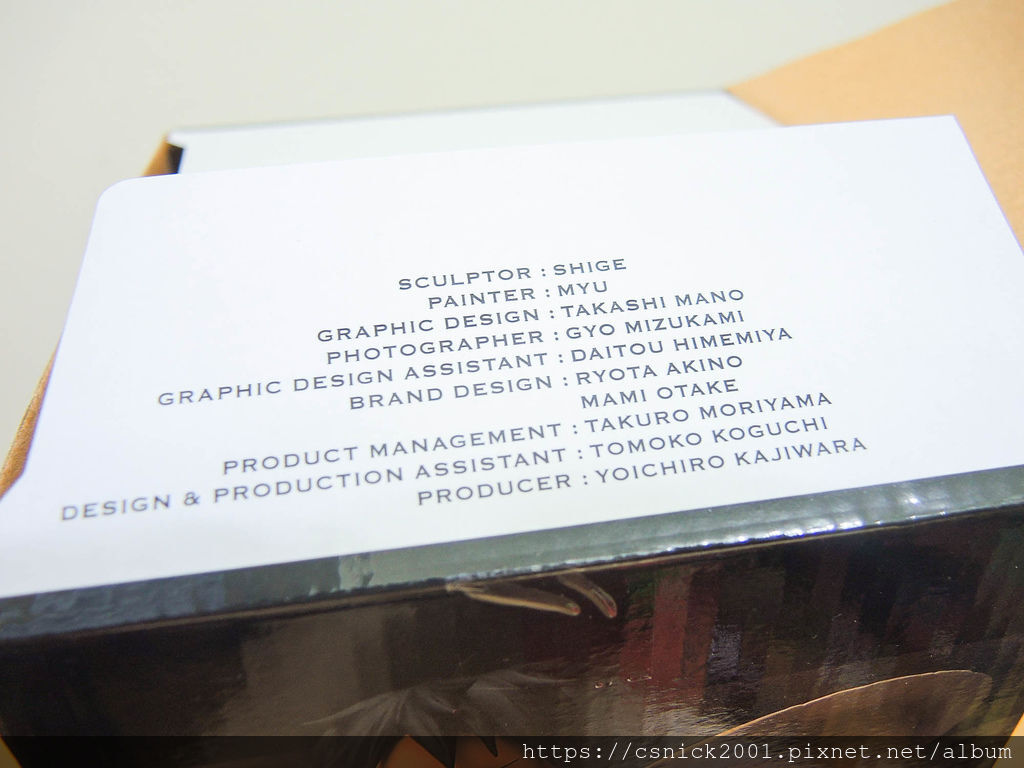 SCULPTOR : SHIGE
PAINTER : MYU
GRAPHIC DESIGN : TAKASHI MANO
PHOTOGRAPHER : GYO MIZUKAMI
GRAPHIC DESIGN ASSISTANT : DAITOU HIMEMIYA
BRAND DESIGN : RYOTA AKINO
MAMI OTAKE
PRODUCT MANAGEMENT : TAKURO MORIYAMA
DESIGN & PRODUCTION ASSISTANT : TOMOKO KOGUCHI
PRODUCER : YOICHIRO KAJIWARA
https://csnick2001.pixnet.net/album